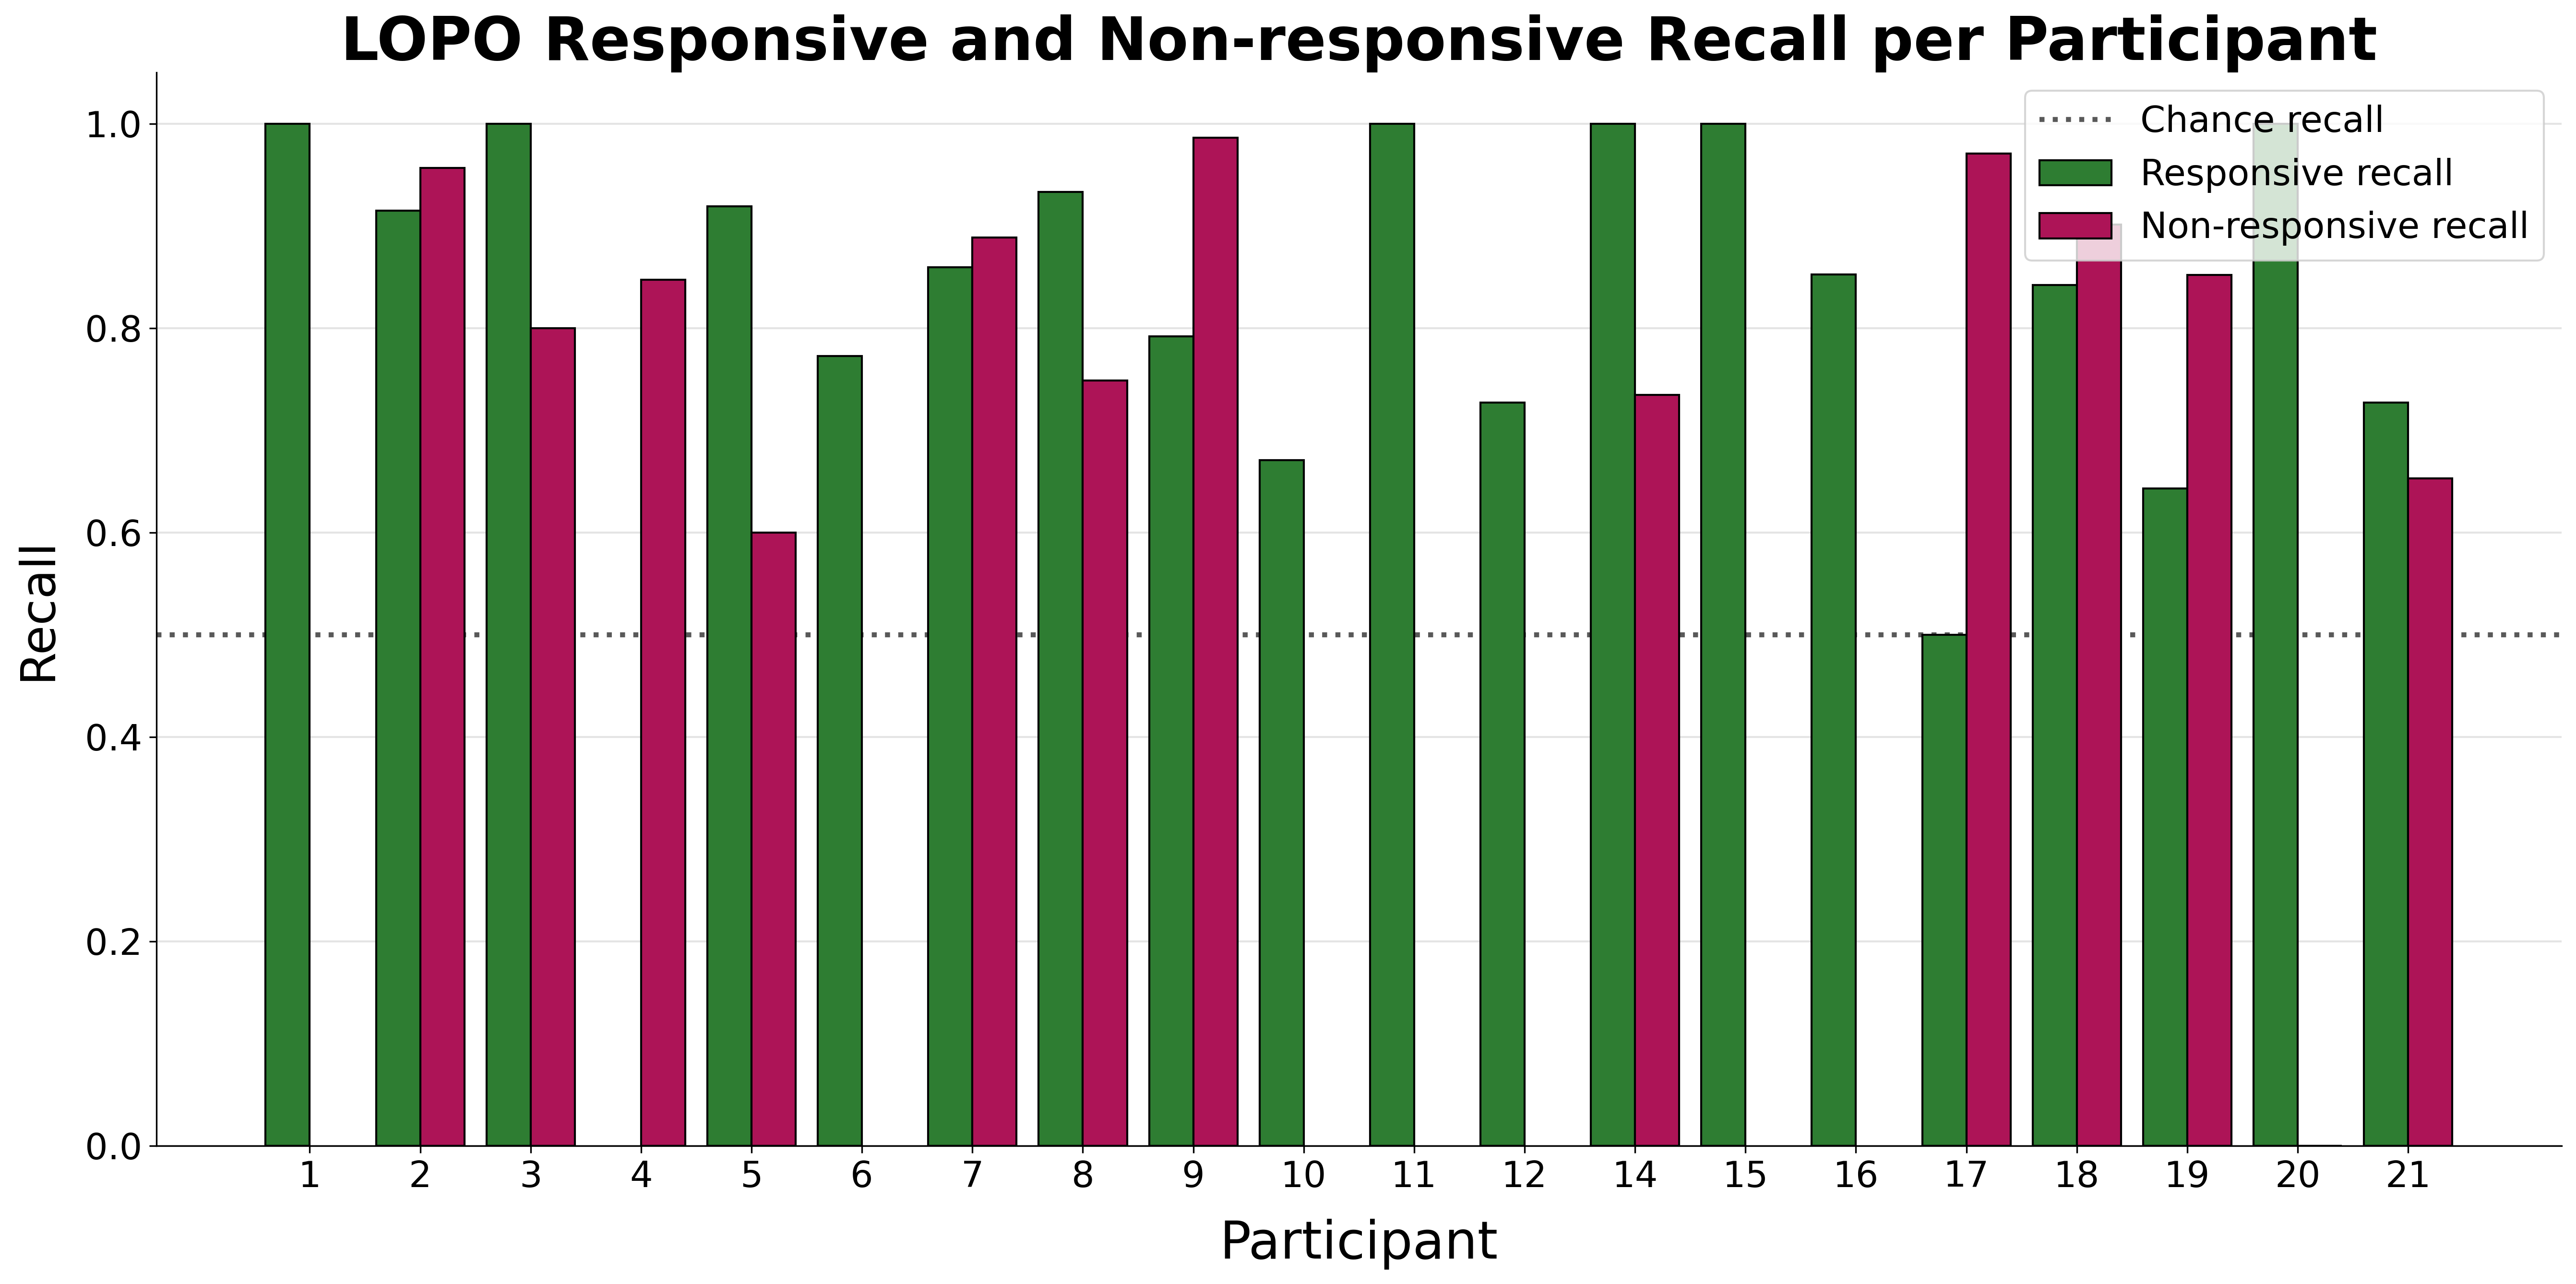 LOPO Responsive and Non-responsive Recall per Participant
Chance recall
Responsive recall
Non-responsive recall
1.0
0.8
0.6
0.4
0.2
0.0
Recall
1 2 3 4 5 6 7 8 9 10 11 12 14 15 16 17 18 19 20 21
Participant